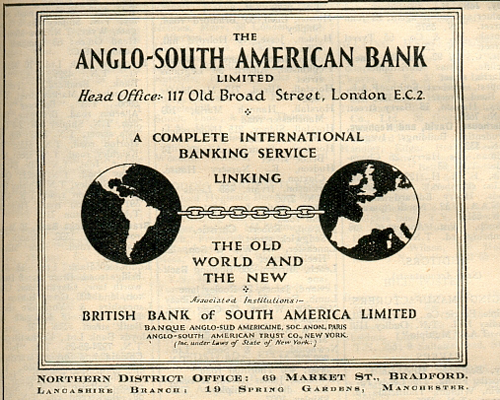 THE
ANGLO-SOUTH AMERICAN BANK
LIMITED
Head Office:- 117 Old Broad Street, London E.C.2.
A COMPLETE INTERNATIONAL
BANKING SERVICE
LINKING
THE OLD
WORLD AND
THE NEW
Associated Institutions:-
BRITISH BANK of SOUTH AMERICA LIMITED
BANQUE ANGLO-SUD AMERICAINE, SOC. ANON, PARIS
ANGLO-SOUTH AMERICAN TRUST CO., NEW YORK.
(Inc. under Laws of State of New York.)
NORTHERN DISTRICT OFFICE: 69 MARKET ST., BRADFORD.
LANCASHIRE BRANCH: 19 SPRING GARDENS, MANCHESTER.